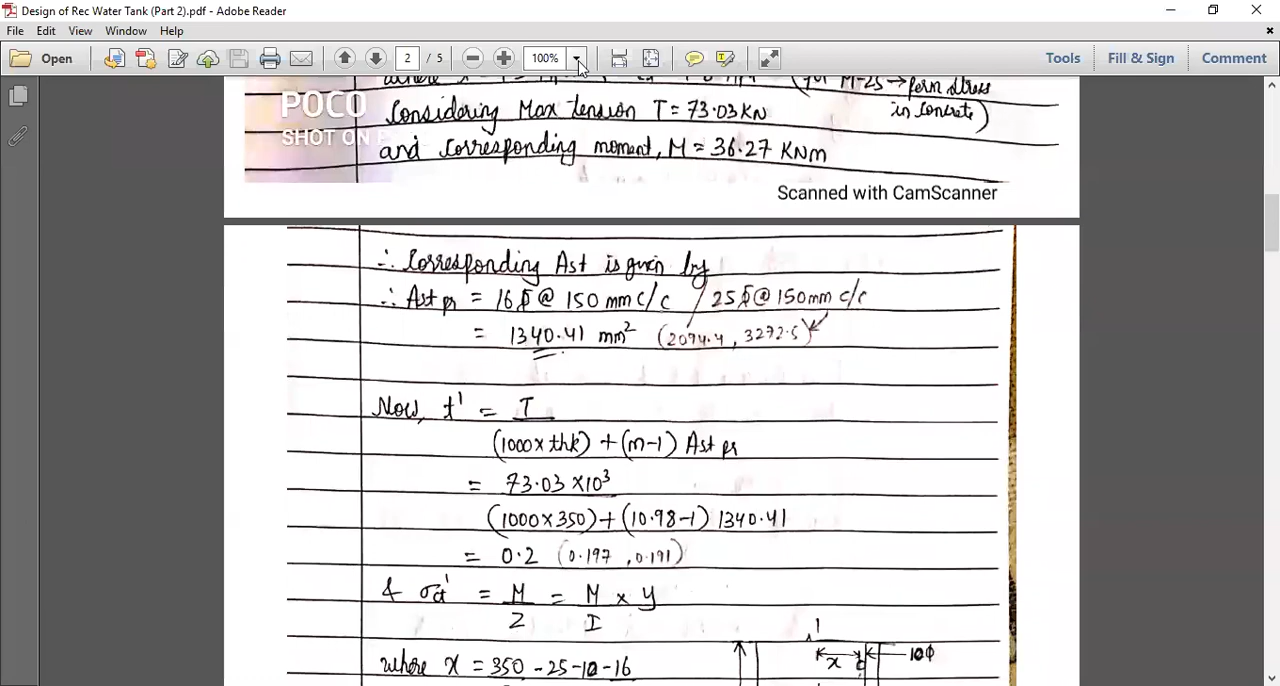 Design of Rec Water Tank (Part 2).pdf - Adobe Reader
File Edit View Window Help
Open 2 / 5 100% Tools Fill & Sign Comment
(for M-25 → perm stress
POCO
Considering Max tension T = 73.03 KN
in concrete)
SHOT ON
and corresponding moment, M = 36.27 KNm
Scanned with CamScanner
∴ Corresponding Ast is given by
∴ Ast pr = 16 ϕ @ 150 mm c/c / 25 ϕ @ 150mm c/c
= 1340.41 mm² (2094.4, 3272.5)
Now, t' = T
(1000 x thk) + (m-1) Ast pr
= 73.03 x10³
(1000 x 350) + (10.98-1) 1340.41
= 0.2 (0.197, 0.191)
& σct' = M = M x y
Z I
where x = 350 -25-10-16
x 10ϕ